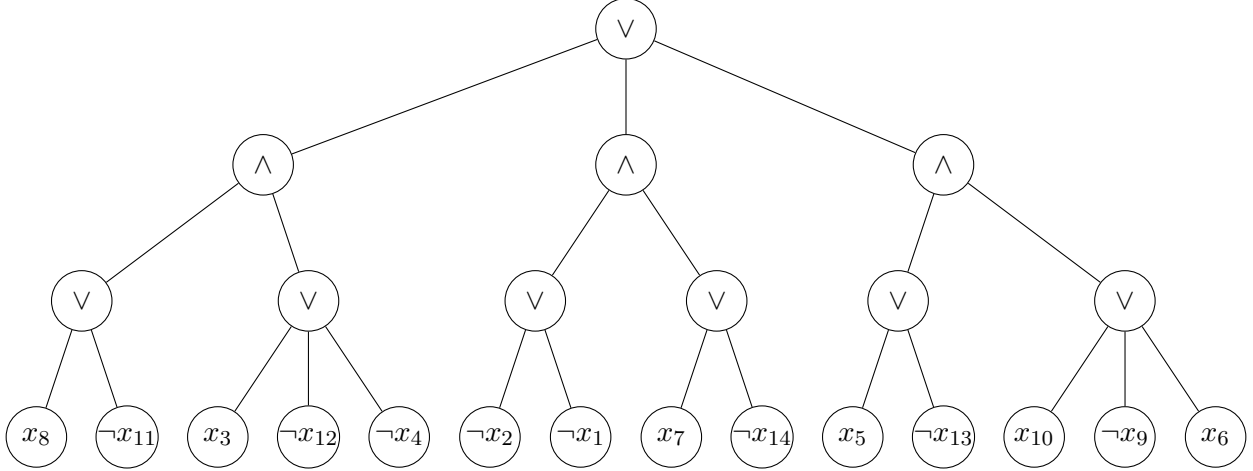 ∨
∧ ∧ ∧
∨ ∨ ∨ ∨ ∨ ∨
x₈ ¬x₁₁ x₃ ¬x₁₂ ¬x₄ ¬x₂ ¬x₁ x₇ ¬x₁₄ x₅ ¬x₁₃ x₁₀ ¬x₉ x₆